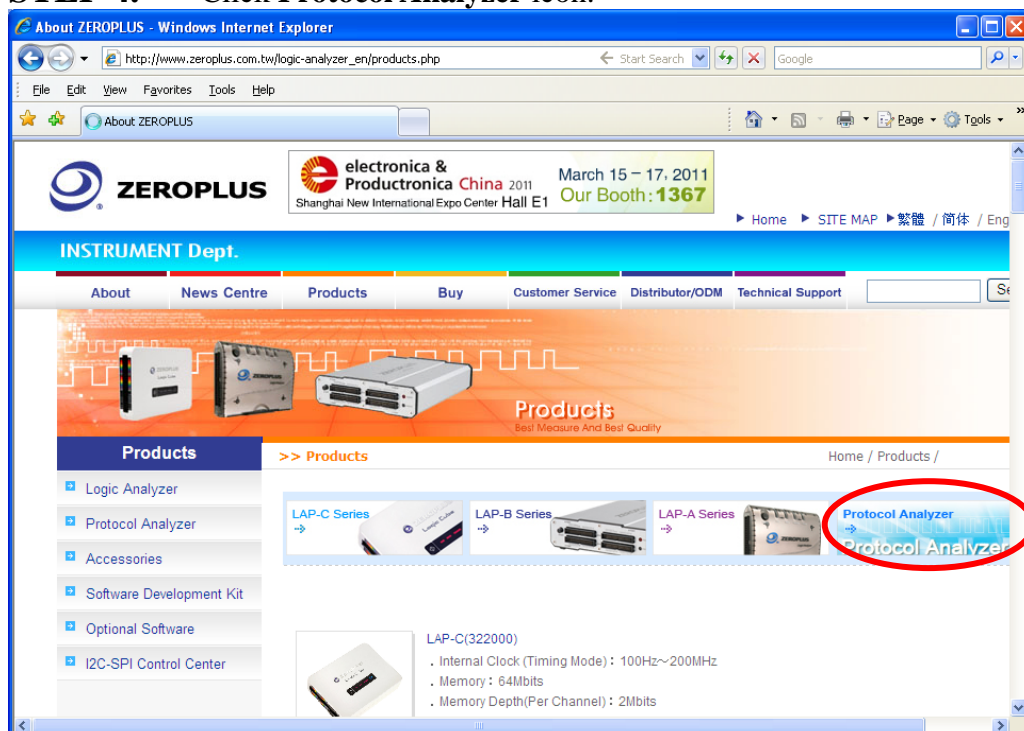 STEP 4. Click Protocol Analyzer icon.
About ZEROPLUS - Windows Internet Explorer
http://www.zeroplus.com.tw/logic-analyzer_en/products.php
Start Search
Google
File Edit View Favorites Tools Help
About ZEROPLUS
Page Tools
ZEROPLUS
electronica &
Productronica China 2011
Shanghai New International Expo Center Hall E1
March 15 – 17, 2011
Our Booth : 1367
Home SITE MAP 繁體 / 简体 / Eng
INSTRUMENT Dept.
About News Centre Products Buy Customer Service Distributor/ODM Technical Support
Products
Best Measure And Best Quality
Products
>> Products
Home / Products /
Logic Analyzer
Protocol Analyzer
Accessories
Software Development Kit
Optional Software
I2C-SPI Control Center
LAP-C Series
LAP-B Series
LAP-A Series
Protocol Analyzer
Protocol Analyzer
LAP-C(322000)
. Internal Clock (Timing Mode)：100Hz～200MHz
. Memory：64Mbits
. Memory Depth(Per Channel)：2Mbits